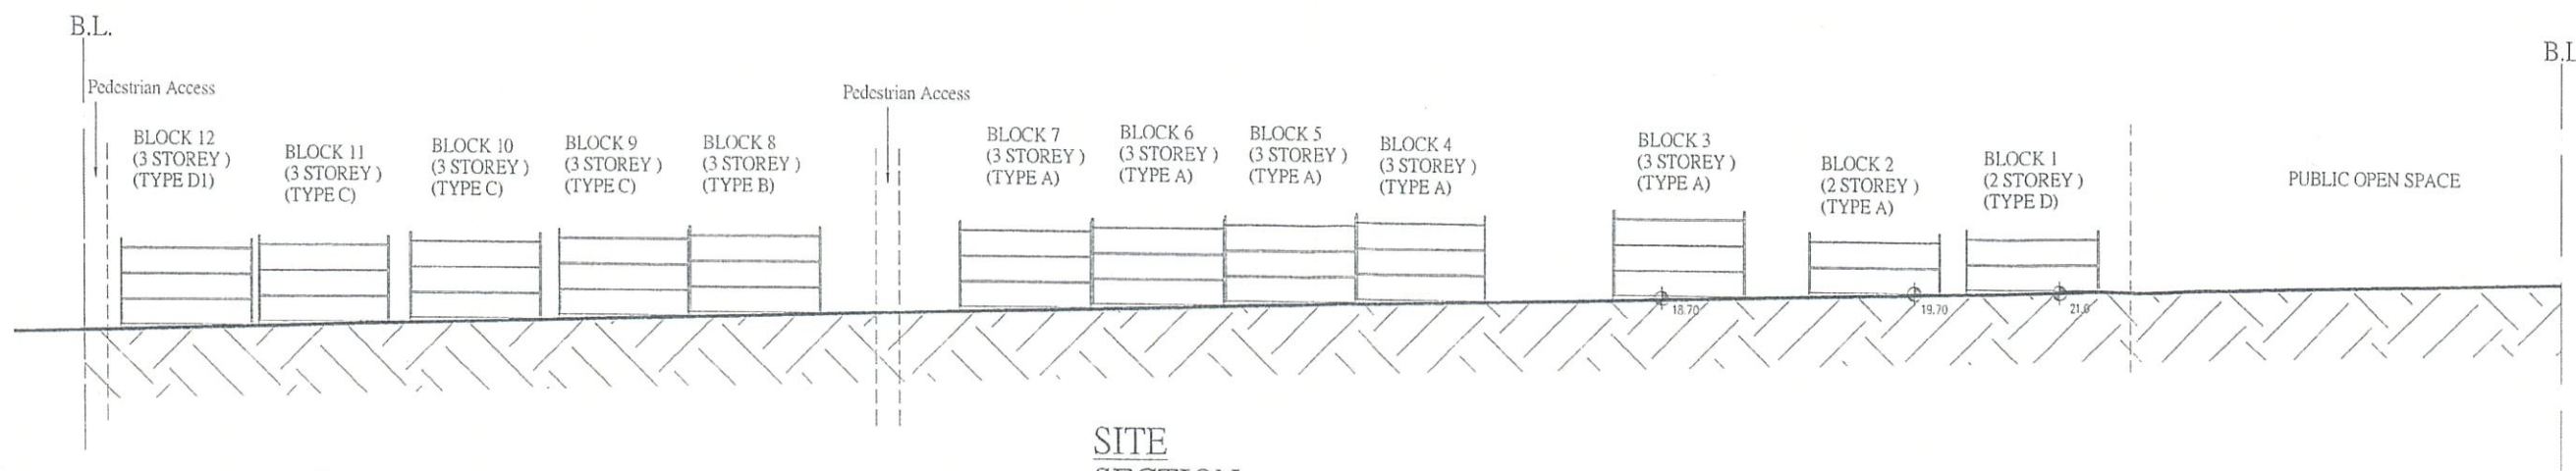 B.L.
B.L
Pedestrian Access
Pedestrian Access
BLOCK 12
(3 STOREY )
(TYPE D1)
BLOCK 11
(3 STOREY )
(TYPE C)
BLOCK 10
(3 STOREY )
(TYPE C)
BLOCK 9
(3 STOREY )
(TYPE C)
BLOCK 8
(3 STOREY )
(TYPE B)
BLOCK 7
(3 STOREY )
(TYPE A)
BLOCK 6
(3 STOREY )
(TYPE A)
BLOCK 5
(3 STOREY )
(TYPE A)
BLOCK 4
(3 STOREY )
(TYPE A)
BLOCK 3
(3 STOREY )
(TYPE A)
BLOCK 2
(2 STOREY )
(TYPE A)
BLOCK 1
(2 STOREY )
(TYPE D)
PUBLIC OPEN SPACE
18.70
19.70
21.0
SITE
SECTION